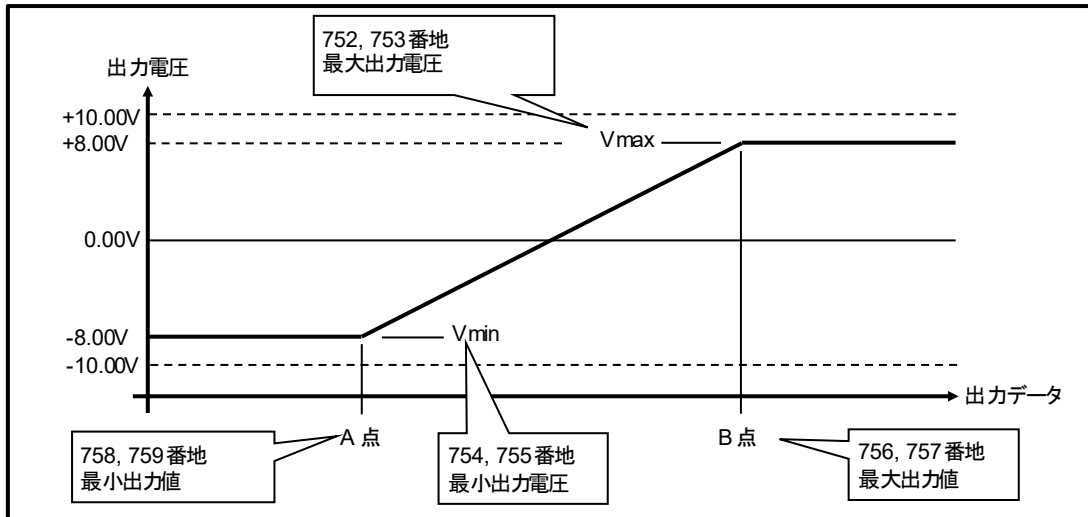 752, 753番地
最大出力電圧
出力電圧
+10.00V
+8.00V
Vmax
0.00V
-8.00V
Vmin
-10.00V
出力データ
A点
B点
758, 759番地
最小出力値
754, 755番地
最小出力電圧
756, 757番地
最大出力値